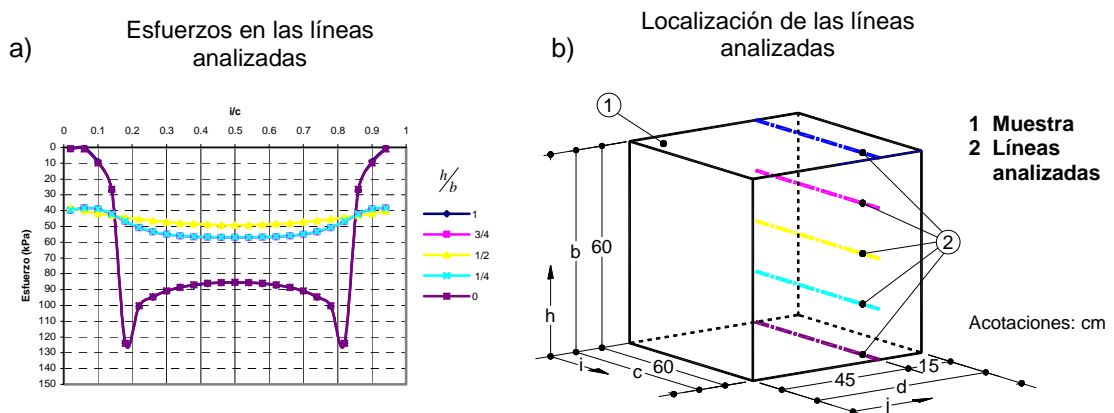 a)
Esfuerzos en las líneas
analizadas
i/c
0 0.1 0.2 0.3 0.4 0.5 0.6 0.7 0.8 0.9 1
Esfuerzo (kPa)
0
10
20
30
40
50
60
70
80
90
100
110
120
130
140
150
h/b
1
3/4
1/2
1/4
0
b)
Localización de las líneas
analizadas
1
1 Muestra
2 Líneas
analizadas
2
b
60
h
Acotaciones: cm
i
c
60
45
15
d
j